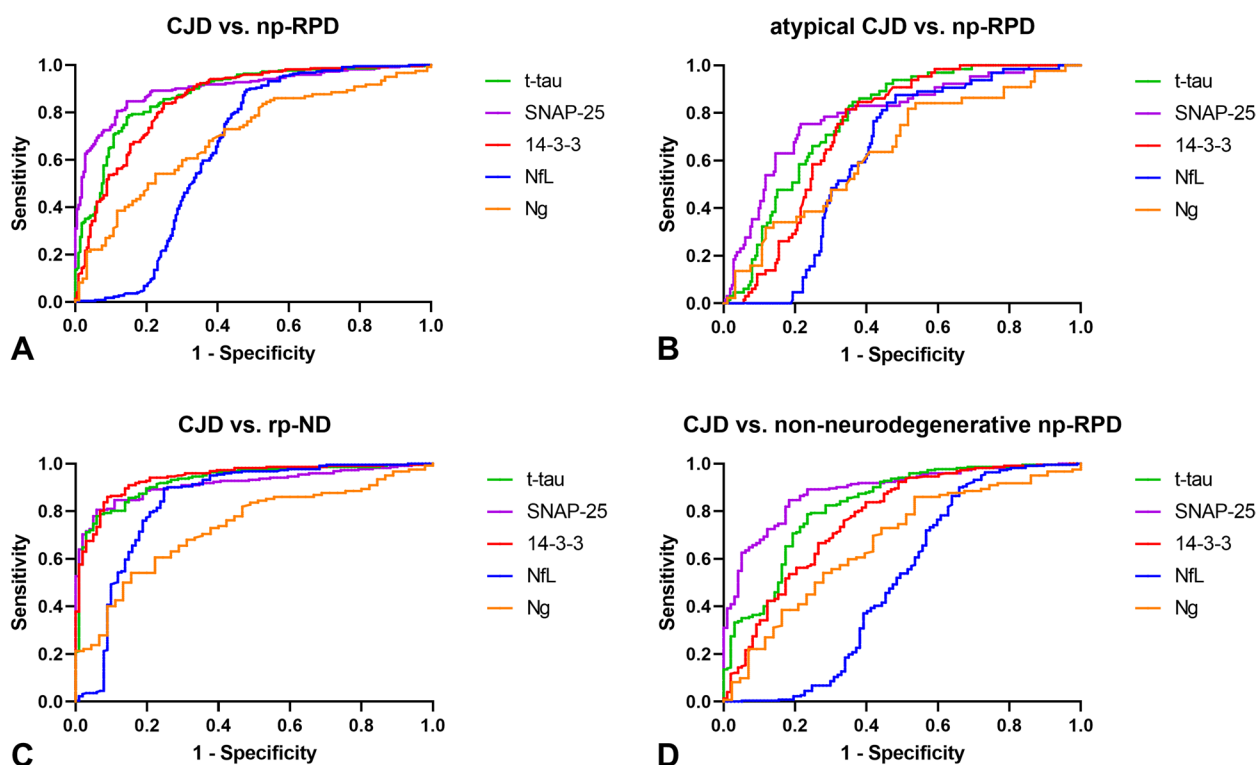 CJD vs. np-RPD
1.0
0.8
0.6
0.4
0.2
0.0
Sensitivity
0.0 0.2 0.4 0.6 0.8 1.0
1 - Specificity
t-tau
SNAP-25
14-3-3
NfL
Ng
A
atypical CJD vs. np-RPD
1.0
0.8
0.6
0.4
0.2
0.0
Sensitivity
0.0 0.2 0.4 0.6 0.8 1.0
1 - Specificity
t-tau
SNAP-25
14-3-3
NfL
Ng
B
CJD vs. rp-ND
1.0
0.8
0.6
0.4
0.2
0.0
Sensitivity
0.0 0.2 0.4 0.6 0.8 1.0
1 - Specificity
t-tau
SNAP-25
14-3-3
NfL
Ng
C
CJD vs. non-neurodegenerative np-RPD
1.0
0.8
0.6
0.4
0.2
0.0
Sensitivity
0.0 0.2 0.4 0.6 0.8 1.0
1 - Specificity
t-tau
SNAP-25
14-3-3
NfL
Ng
D